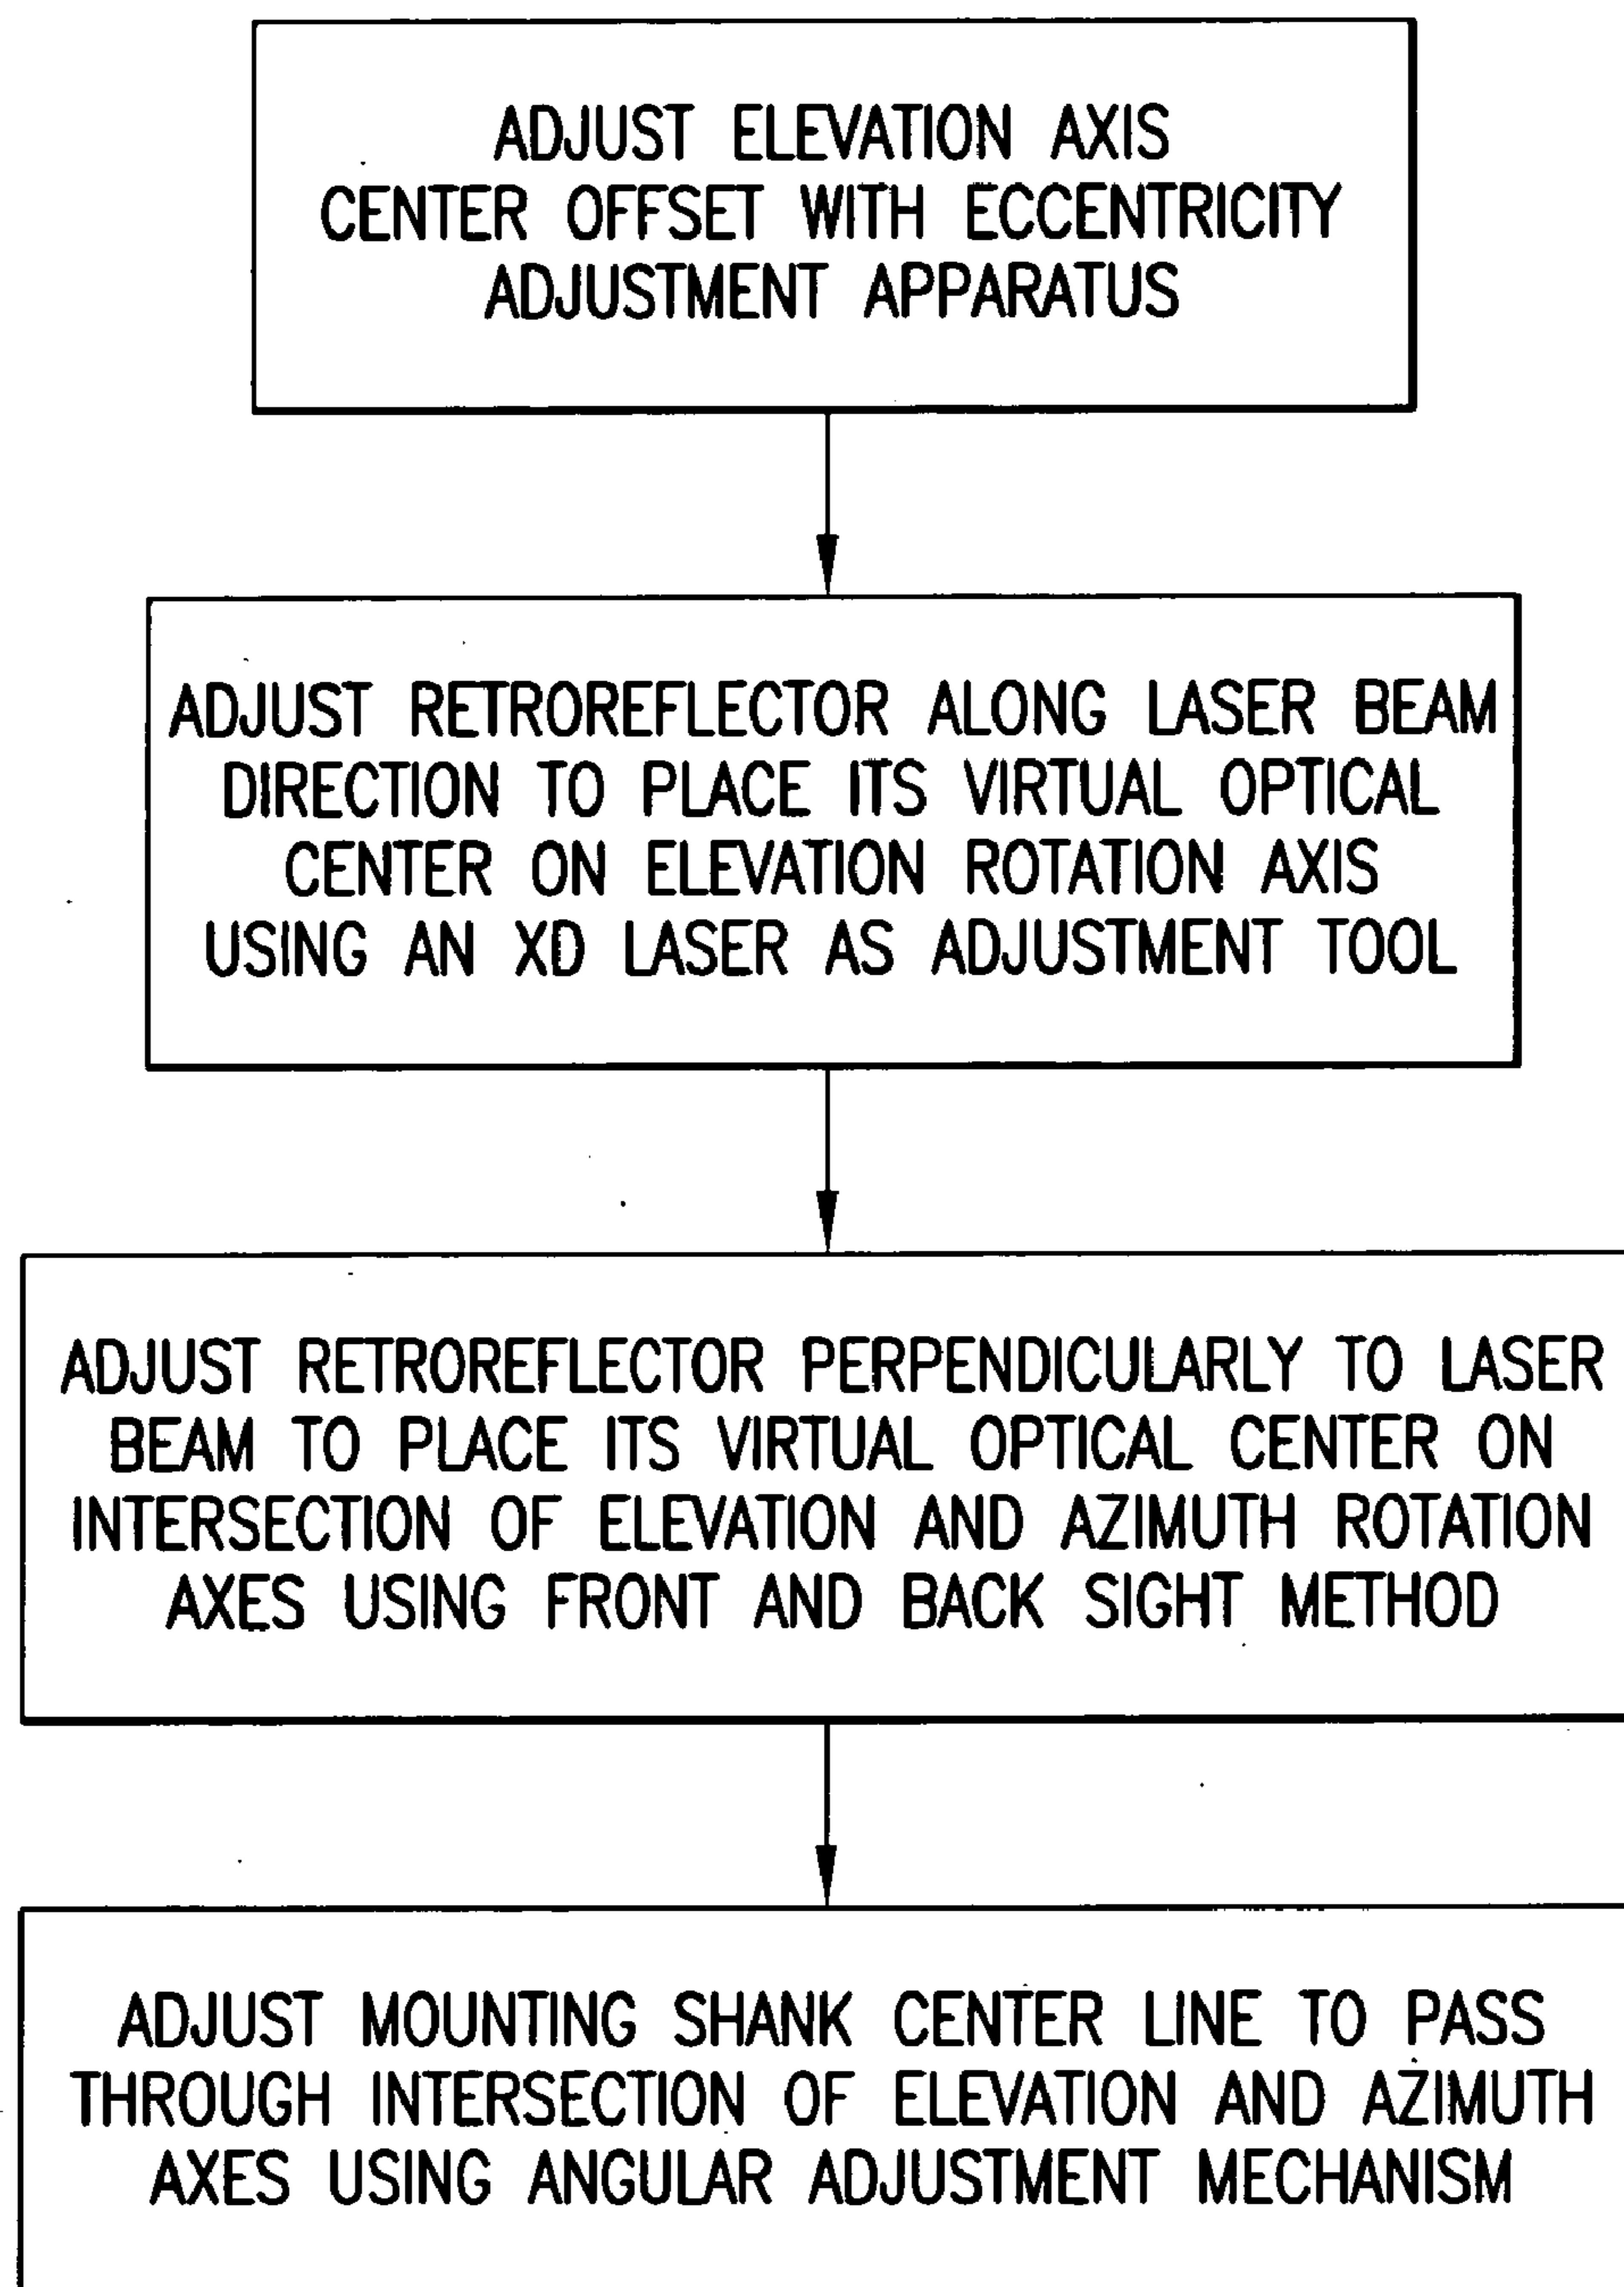 ADJUST ELEVATION AXIS
CENTER OFFSET WITH ECCENTRICITY
ADJUSTMENT APPARATUS
ADJUST RETROREFLECTOR ALONG LASER BEAM
DIRECTION TO PLACE ITS VIRTUAL OPTICAL
CENTER ON ELEVATION ROTATION AXIS
USING AN XD LASER AS ADJUSTMENT TOOL
ADJUST RETROREFLECTOR PERPENDICULARLY TO LASER
BEAM TO PLACE ITS VIRTUAL OPTICAL CENTER ON
INTERSECTION OF ELEVATION AND AZIMUTH ROTATION
AXES USING FRONT AND BACK SIGHT METHOD
ADJUST MOUNTING SHANK CENTER LINE TO PASS
THROUGH INTERSECTION OF ELEVATION AND AZIMUTH
AXES USING ANGULAR ADJUSTMENT MECHANISM